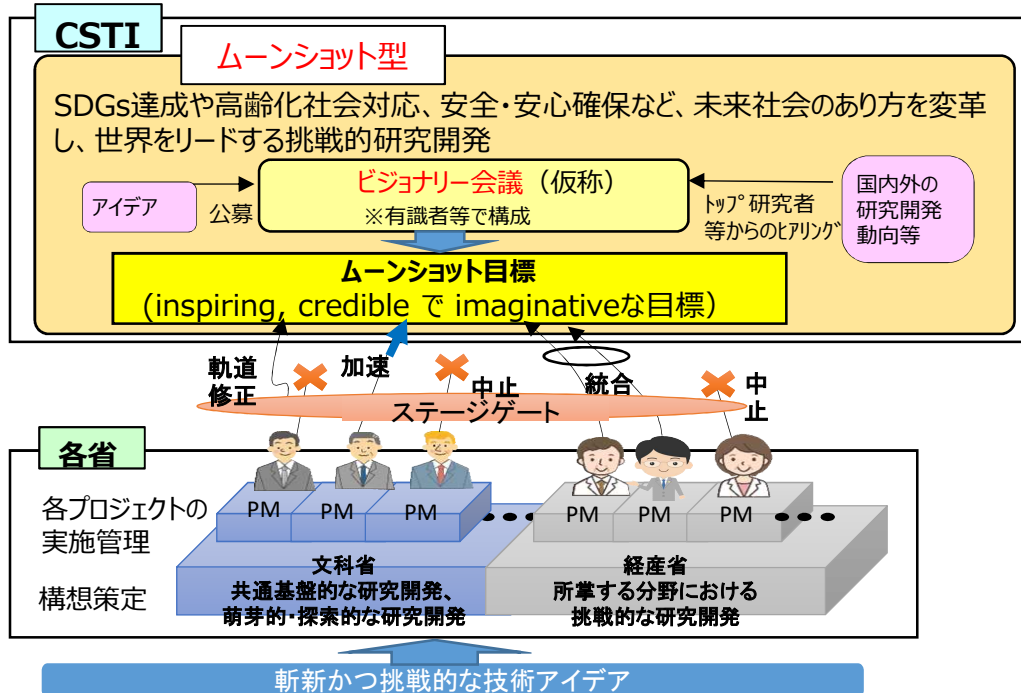 CSTI
ムーンショット型
SDGs達成や高齢化社会対応、安全・安心確保など、未来社会のあり方を変革
し、世界をリードする挑戦的研究開発
アイデア
公募
ビジョナリー会議（仮称）
※有識者等で構成
ﾄｯﾌﾟ研究者
等からのﾋｱﾘﾝｸﾞ
国内外の
研究開発
動向等
ムーンショット目標
(inspiring, credible で imaginativeな目標)
軌道
修正
加速
中止
統合
中
止
ステージゲート
各省
各プロジェクトの
実施管理
構想策定
PM
PM
PM
●●●
PM
PM
PM
●●●
文科省
共通基盤的な研究開発、
萌芽的・探索的な研究開発
経産省
所掌する分野における
挑戦的な研究開発
斬新かつ挑戦的な技術アイデア